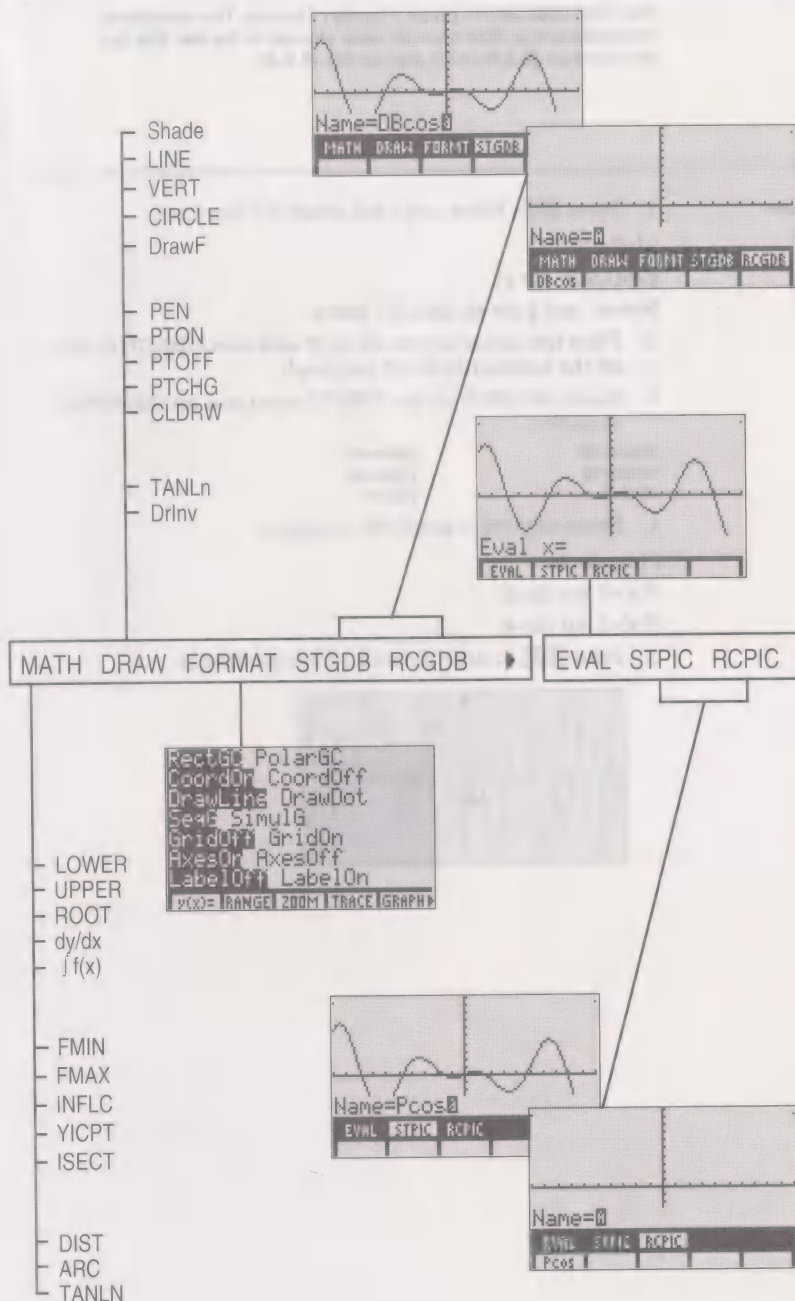 Name=DBcos
MATH DRAW FORMT STGDB
Name=
MATH DRAW FORMT STGDB RCGDB
DBcos
Shade
LINE
VERT
CIRCLE
DrawF
PEN
PTON
PTOFF
PTCHG
CLDRW
TANLn
DrInv
Eval x=
EVAL STPIC RCPIC
MATH DRAW FORMAT STGDB RCGDB
EVAL STPIC RCPIC
RectGC PolarGC
CoordOn CoordOff
DrawLine DrawDot
SeqG SimulG
GridOff GridOn
AxesOn AxesOff
LabelOff LabelOn
y(x)= RANGE ZOOM TRACE GRAPH
LOWER
UPPER
ROOT
dy/dx
∫f(x)
FMIN
FMAX
INFLC
YICPT
ISECT
DIST
ARC
TANLN
Name=Pcos
EVAL STPIC RCPIC
Name=
EVAL STPIC RCPIC
Pcos